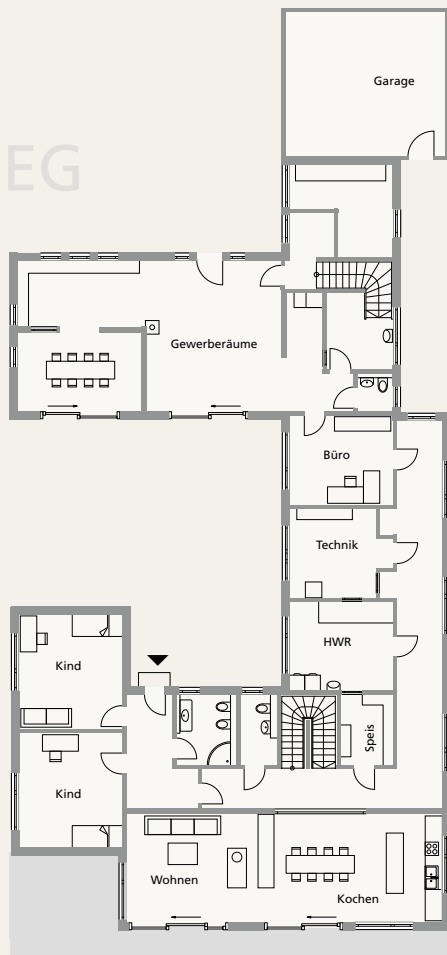 Garage
EG
Gewerberäume
Büro
Technik
HWR
Kind
Speis
Kind
Wohnen
Kochen